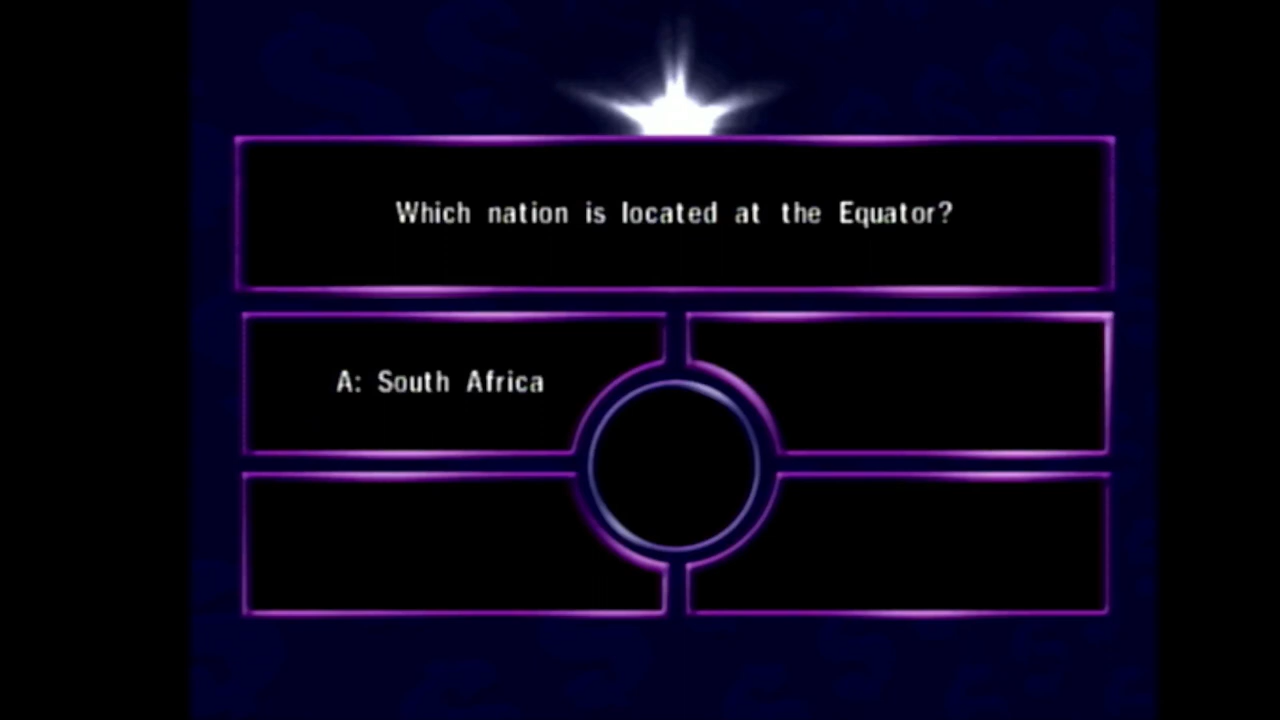 Which nation is located at the Equator?
A: South Africa